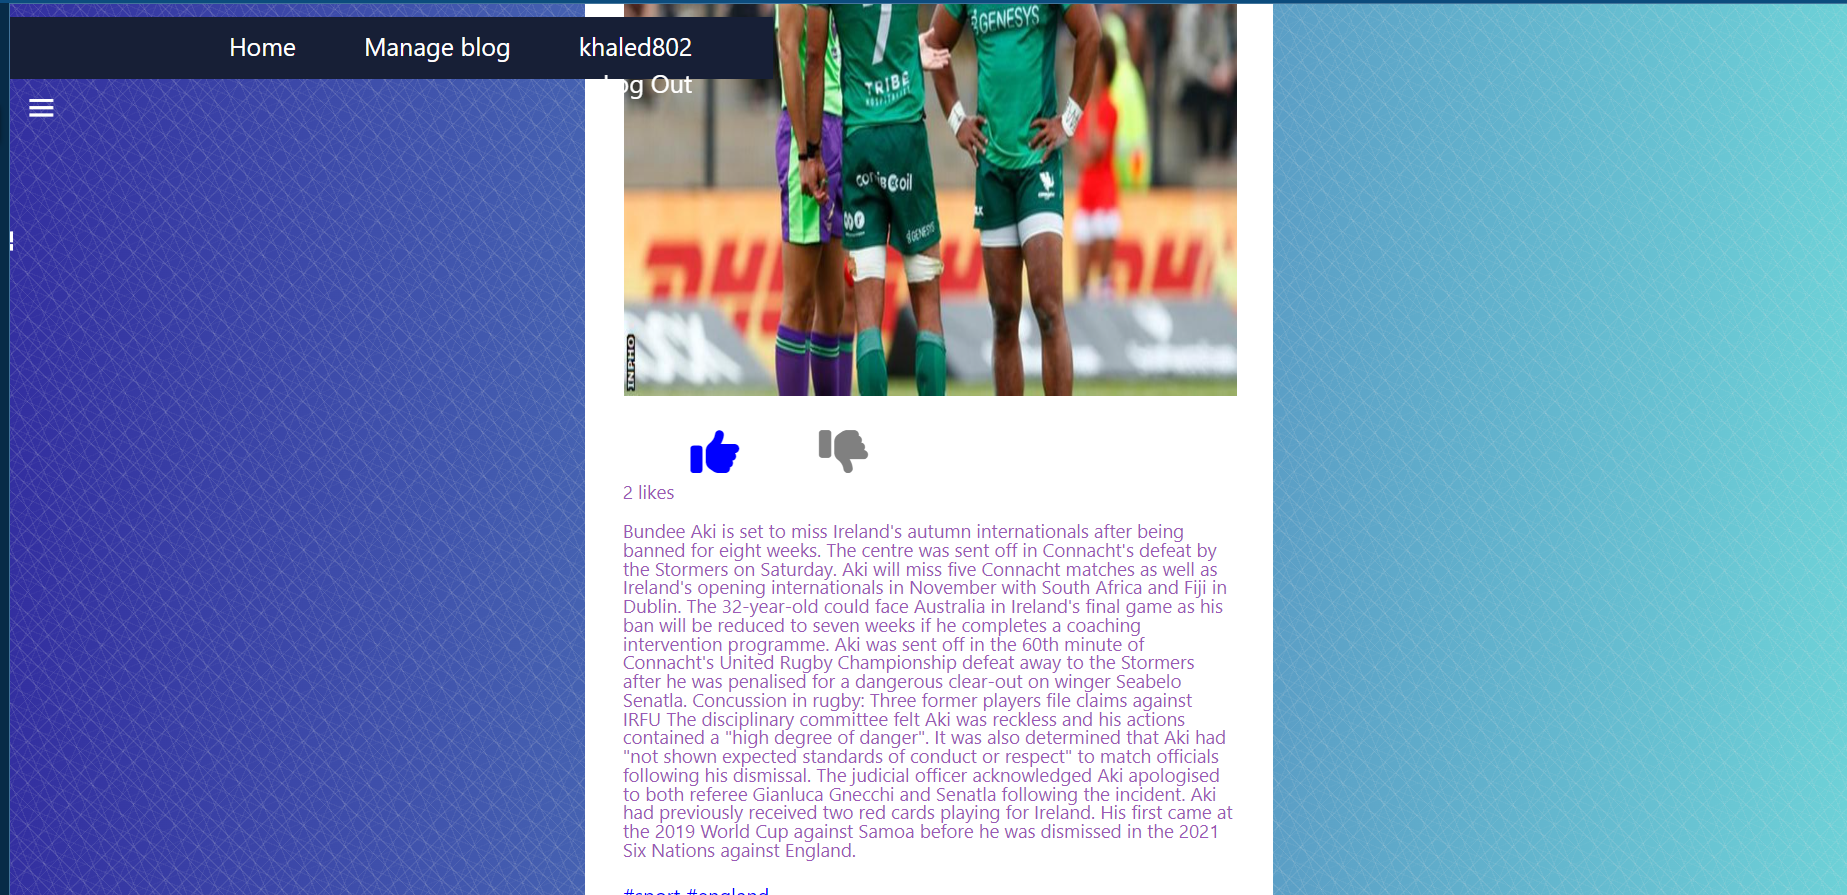 Home Manage blog khaled802
Log Out
!
7
GENESYS
TRIBE
HOSPITALITY
GENESYS
INPHO
2 likes
Bundee Aki is set to miss Ireland's autumn internationals after being
banned for eight weeks. The centre was sent off in Connacht's defeat by
the Stormers on Saturday. Aki will miss five Connacht matches as well as
Ireland's opening internationals in November with South Africa and Fiji in
Dublin. The 32-year-old could face Australia in Ireland's final game as his
ban will be reduced to seven weeks if he completes a coaching
intervention programme. Aki was sent off in the 60th minute of
Connacht's United Rugby Championship defeat away to the Stormers
after he was penalised for a dangerous clear-out on winger Seabelo
Senatla. Concussion in rugby: Three former players file claims against
IRFU The disciplinary committee felt Aki was reckless and his actions
contained a "high degree of danger". It was also determined that Aki had
"not shown expected standards of conduct or respect" to match officials
following his dismissal. The judicial officer acknowledged Aki apologised
to both referee Gianluca Gnecchi and Senatla following the incident. Aki
had previously received two red cards playing for Ireland. His first came at
the 2019 World Cup against Samoa before he was dismissed in the 2021
Six Nations against England.
#sport #england